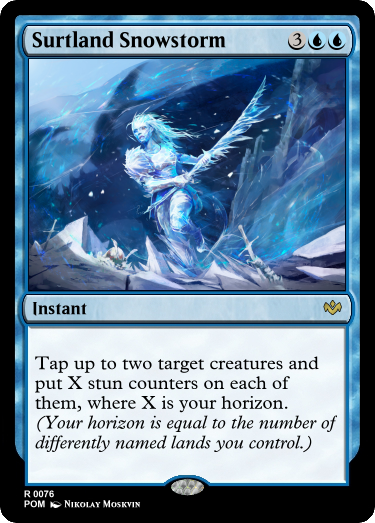 Surtland Snowstorm 3
Instant
Tap up to two target creatures and
put X stun counters on each of
them, where X is your horizon.
(Your horizon is equal to the number of
differently named lands you control.)
R 0076
POM Nikolay Moskvin